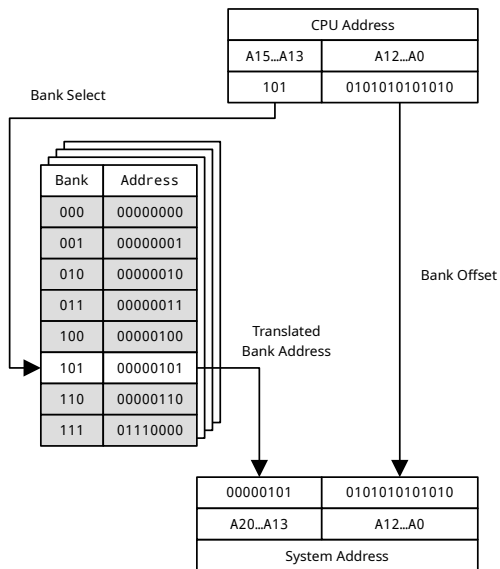 CPU Address
A15…A13 A12…A0
101 0101010101010
Bank Select
Bank Address
000 00000000
001 00000001
010 00000010
011 00000011
100 00000100
101 00000101
110 00000110
111 01110000
Bank Offset
Translated
Bank Address
00000101 0101010101010
A20…A13 A12…A0
System Address